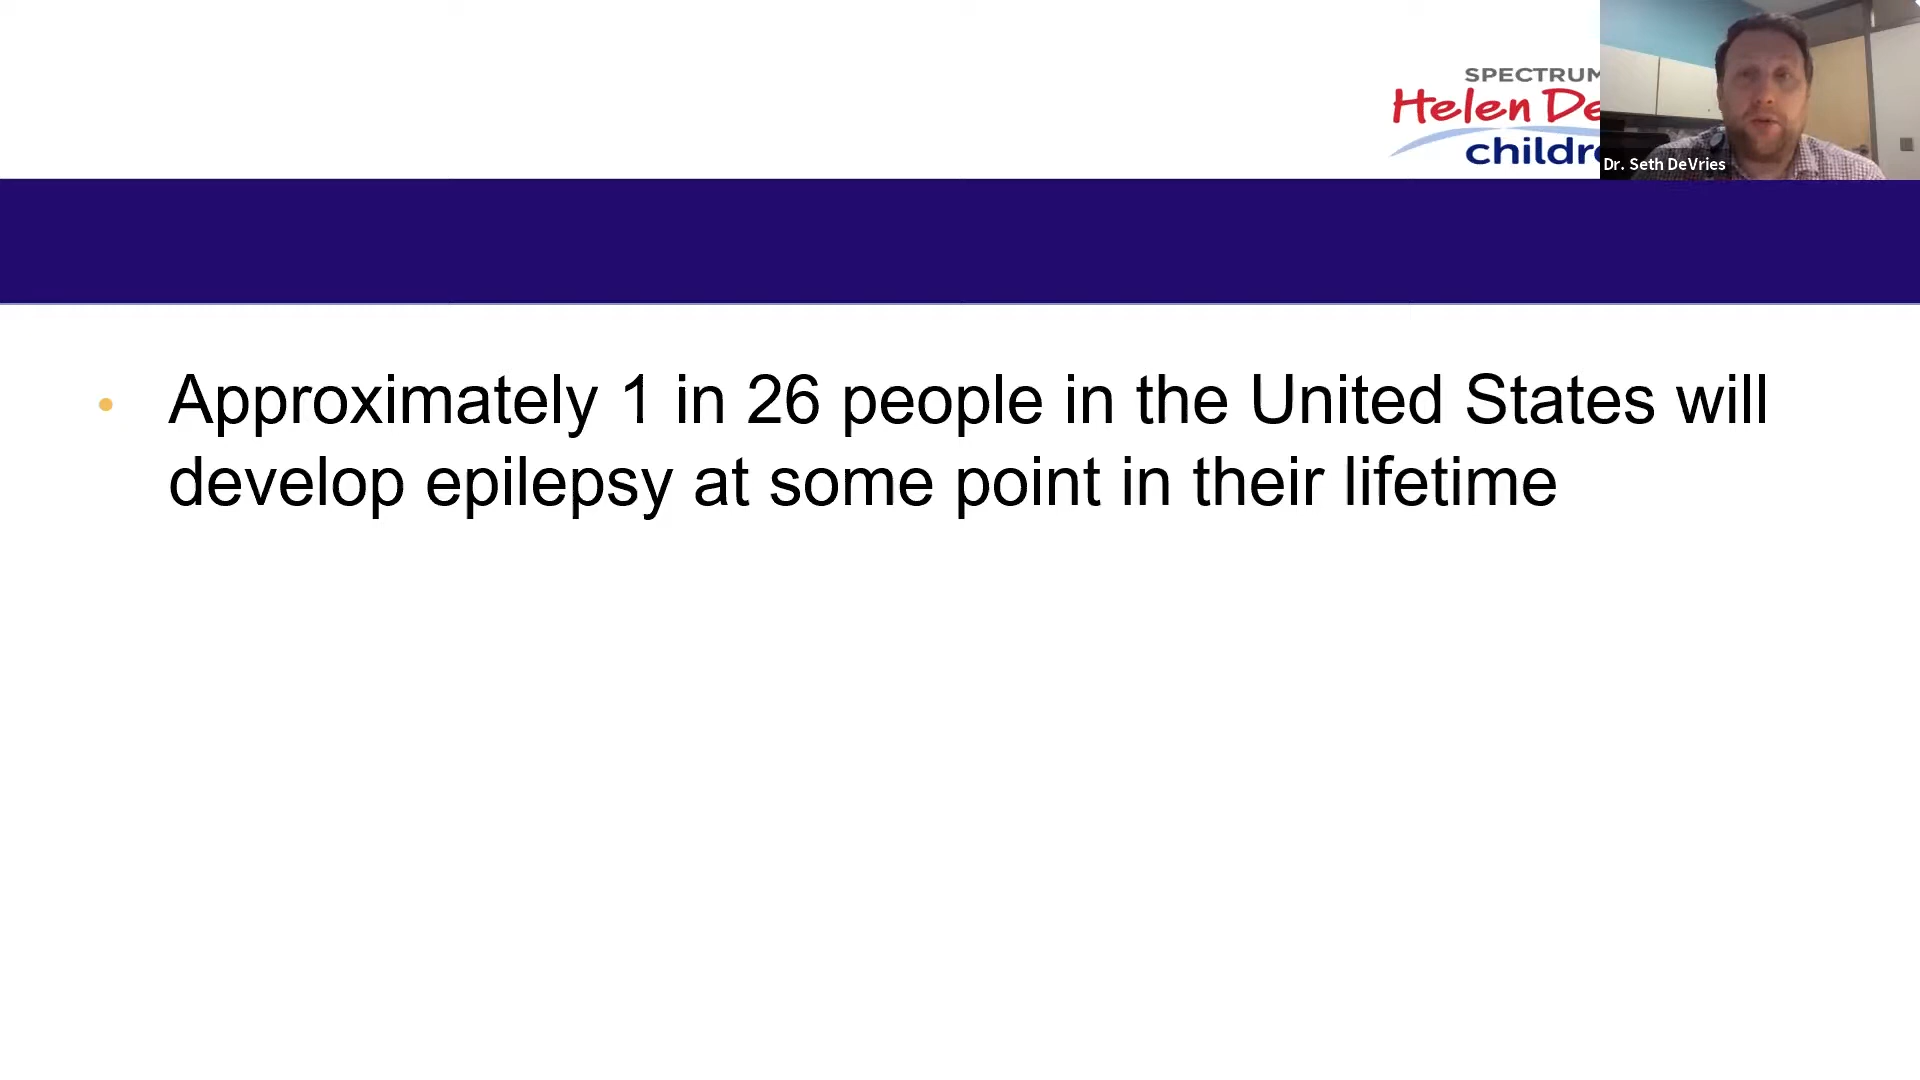 SPECTRUM
Helen De
childre
Dr. Seth DeVries
• Approximately 1 in 26 people in the United States will
develop epilepsy at some point in their lifetime